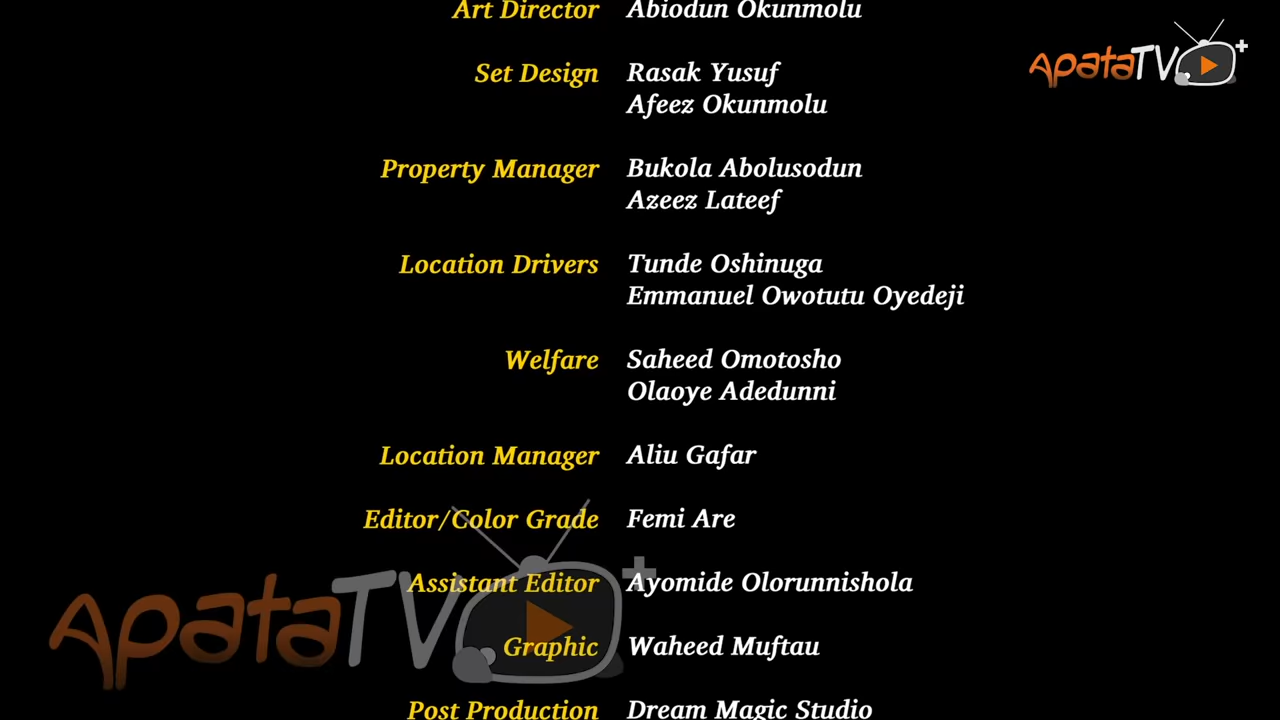 Art Director Abiodun Okunmolu
ApataTV+
Set Design Rasak Yusuf
Afeez Okunmolu
Property Manager Bukola Abolusodun
Azeez Lateef
Location Drivers Tunde Oshinuga
Emmanuel Owotutu Oyedeji
Welfare Saheed Omotosho
Olaoye Adedunni
Location Manager Aliu Gafar
Editor/Color Grade Femi Are
Assistant Editor Ayomide Olorunnishola
ApataTV+
Graphic Waheed Muftau
Post Production Dream Magic Studio